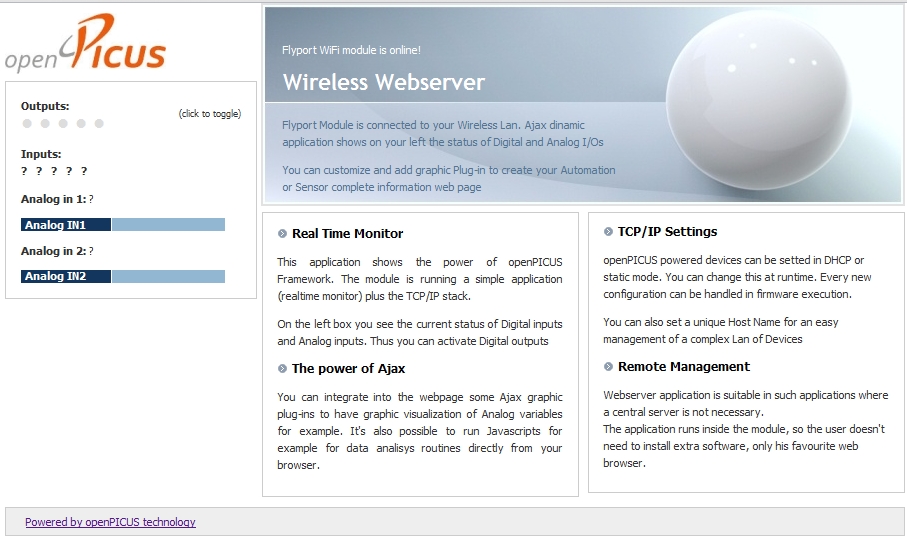 openPICUS
Outputs:
(click to toggle)
Inputs:
? ? ? ? ?
Analog in 1: ?
Analog IN1
Analog in 2: ?
Analog IN2
Flyport WiFi module is online!
Wireless Webserver
Flyport Module is connected to your Wireless Lan. Ajax dinamic
application shows on your left the status of Digital and Analog I/Os
You can customize and add graphic Plug-in to create your Automation
or Sensor complete information web page
Real Time Monitor
This application shows the power of openPICUS
Framework. The module is running a simple application
(realtime monitor) plus the TCP/IP stack.
On the left box you see the current status of Digital inputs
and Analog inputs. Thus you can activate Digital outputs
The power of Ajax
You can integrate into the webpage some Ajax graphic
plug-ins to have graphic visualization of Analog variables
for example. It's also possible to run Javascripts for
example for data analisys routines directly from your
browser.
TCP/IP Settings
openPICUS powered devices can be setted in DHCP or
static mode. You can change this at runtime. Every new
configuration can be handled in firmware execution.
You can also set a unique Host Name for an easy
management of a complex Lan of Devices
Remote Management
Webserver application is suitable in such applications where
a central server is not necessary.
The application runs inside the module, so the user doesn't
need to install extra software, only his favourite web
browser.
Powered by openPICUS technology